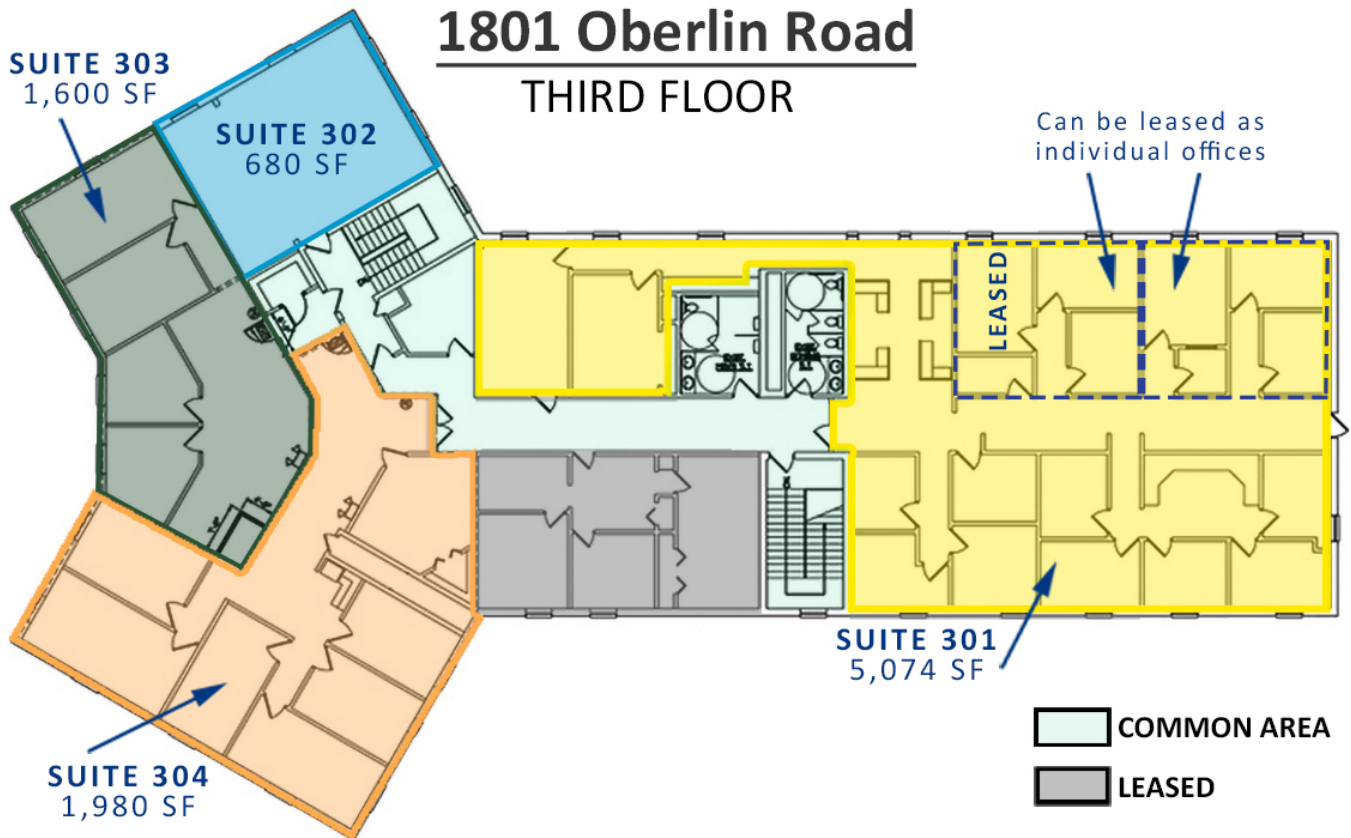 1801 Oberlin Road
THIRD FLOOR
SUITE 303
1,600 SF
SUITE 302
680 SF
Can be leased as
individual offices
LEASED
SUITE 301
5,074 SF
SUITE 304
1,980 SF
COMMON AREA
LEASED